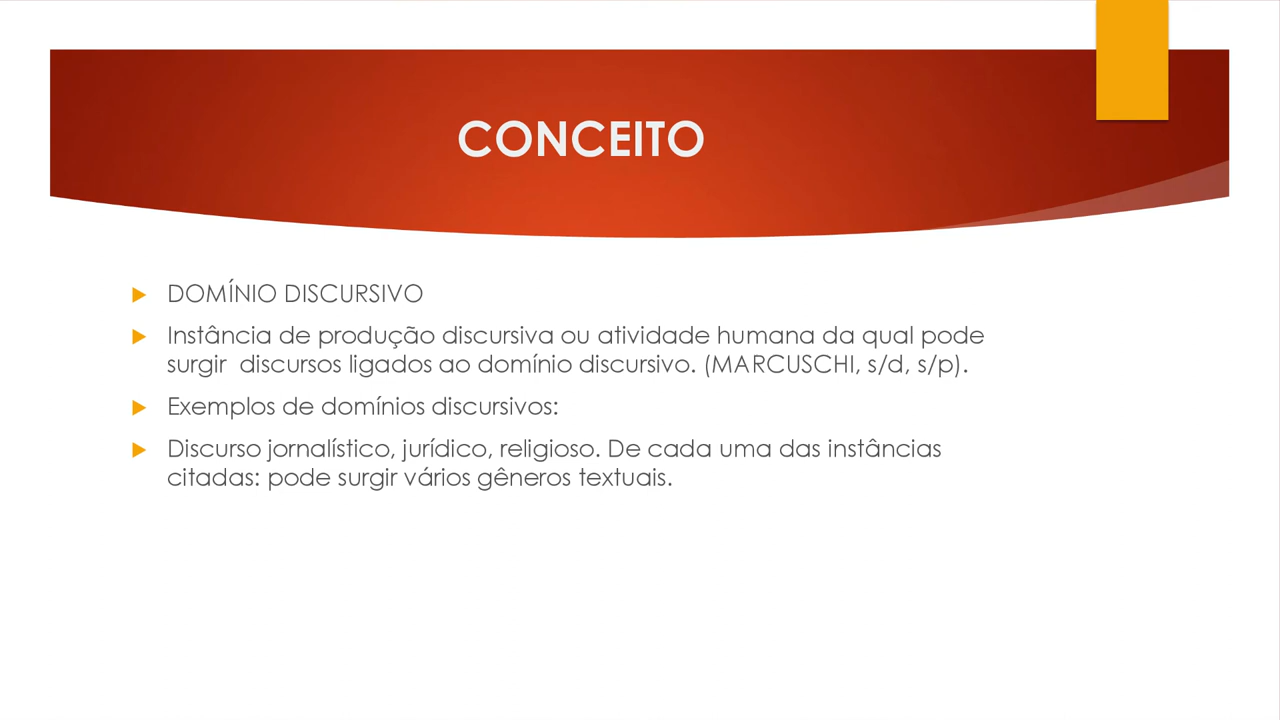 CONCEITO
DOMÍNIO DISCURSIVO
Instância de produção discursiva ou atividade humana da qual pode
surgir  discursos ligados ao domínio discursivo. (MARCUSCHI, s/d, s/p).
Exemplos de domínios discursivos:
Discurso jornalístico, jurídico, religioso. De cada uma das instâncias
citadas: pode surgir vários gêneros textuais.